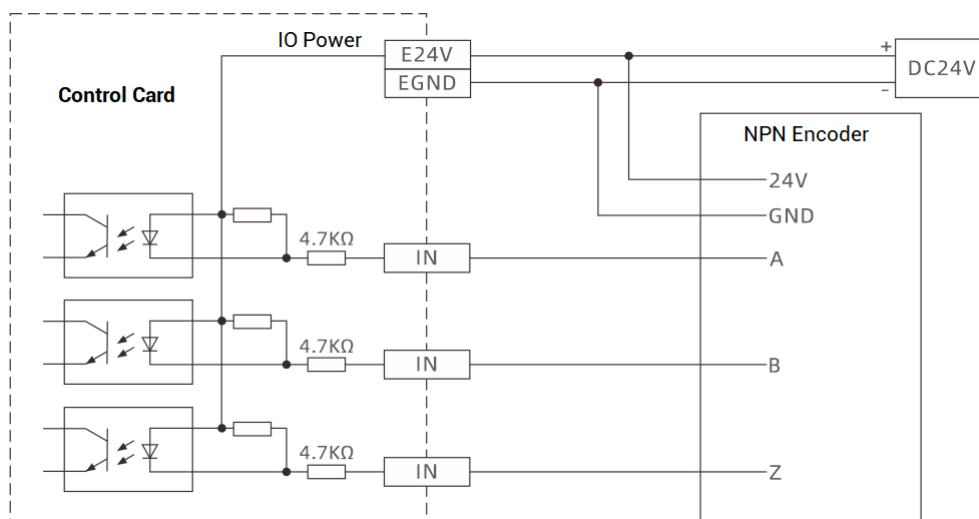 IO Power
E24V
EGND
+
-
DC24V
Control Card
NPN Encoder
24V
GND
4.7KΩ
IN
A
4.7KΩ
IN
B
4.7KΩ
IN
Z